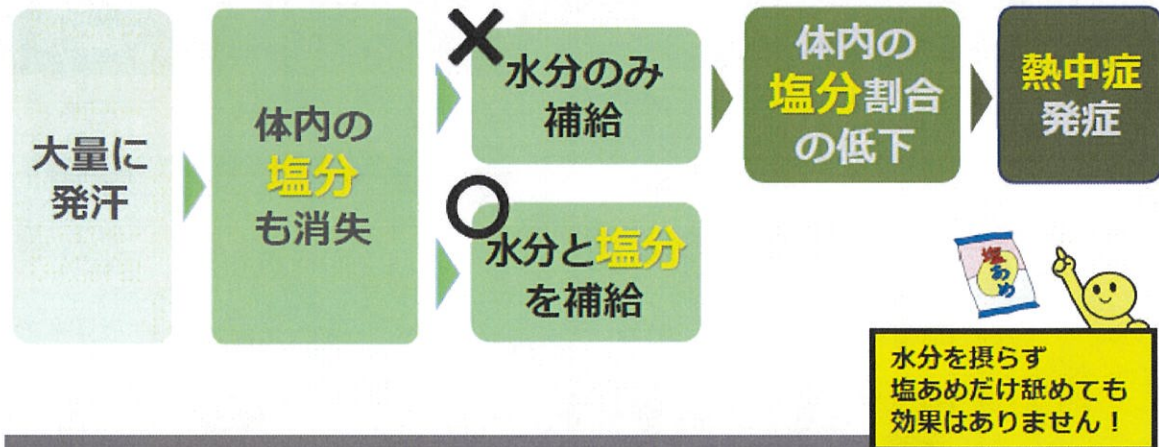 大量に
発汗
体内の
塩分
も消失
×
水分のみ
補給
体内の
塩分割合
の低下
熱中症
発症
○
水分と塩分
を補給
塩あめ
水分を摂らず
塩あめだけ舐めても
効果はありません！